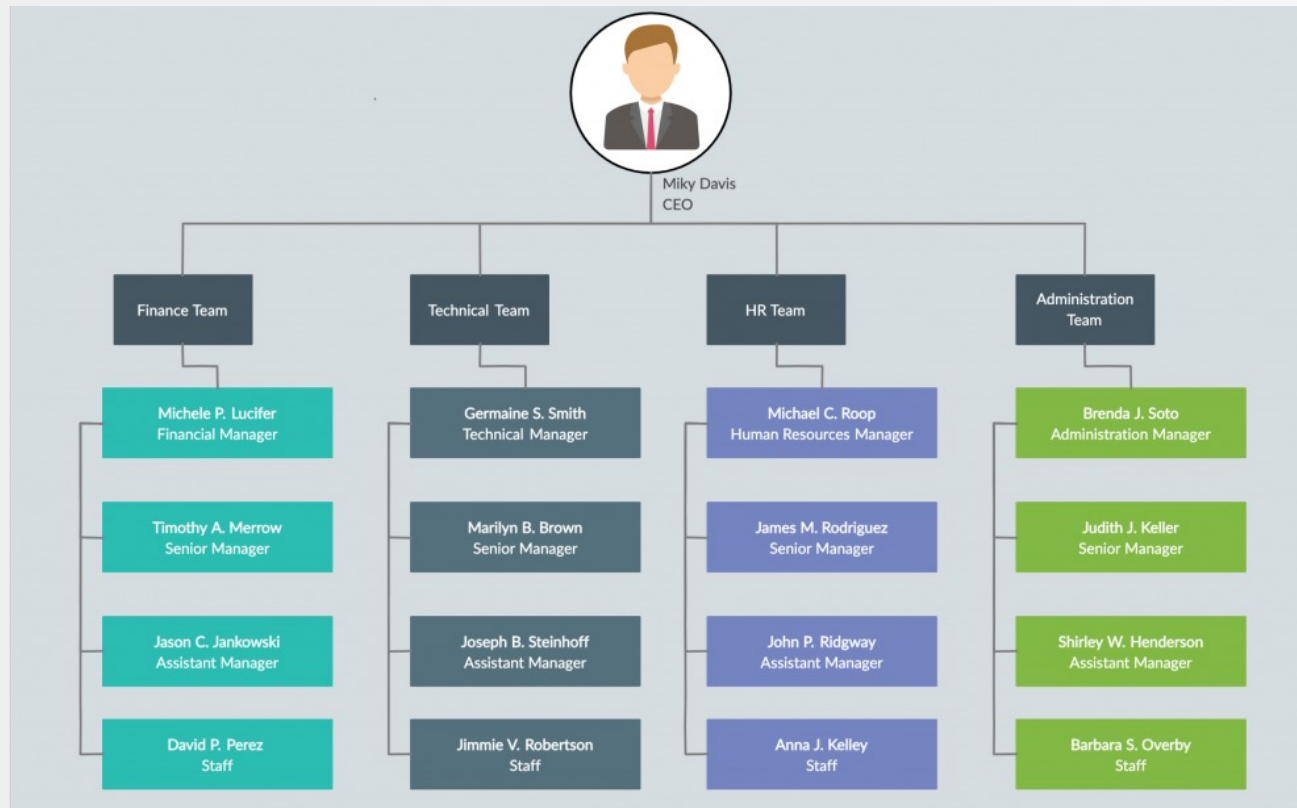 Miky Davis
CEO
Finance Team
Technical Team
HR Team
Administration
Team
Michele P. Lucifer
Financial Manager
Germaine S. Smith
Technical Manager
Michael C. Roop
Human Resources Manager
Brenda J. Soto
Administration Manager
Timothy A. Merrow
Senior Manager
Marilyn B. Brown
Senior Manager
James M. Rodriguez
Senior Manager
Judith J. Keller
Senior Manager
Jason C. Jankowski
Assistant Manager
Joseph B. Steinhoff
Assistant Manager
John P. Ridgway
Assistant Manager
Shirley W. Henderson
Assistant Manager
David P. Perez
Staff
Jimmie V. Robertson
Staff
Anna J. Kelley
Staff
Barbara S. Overby
Staff